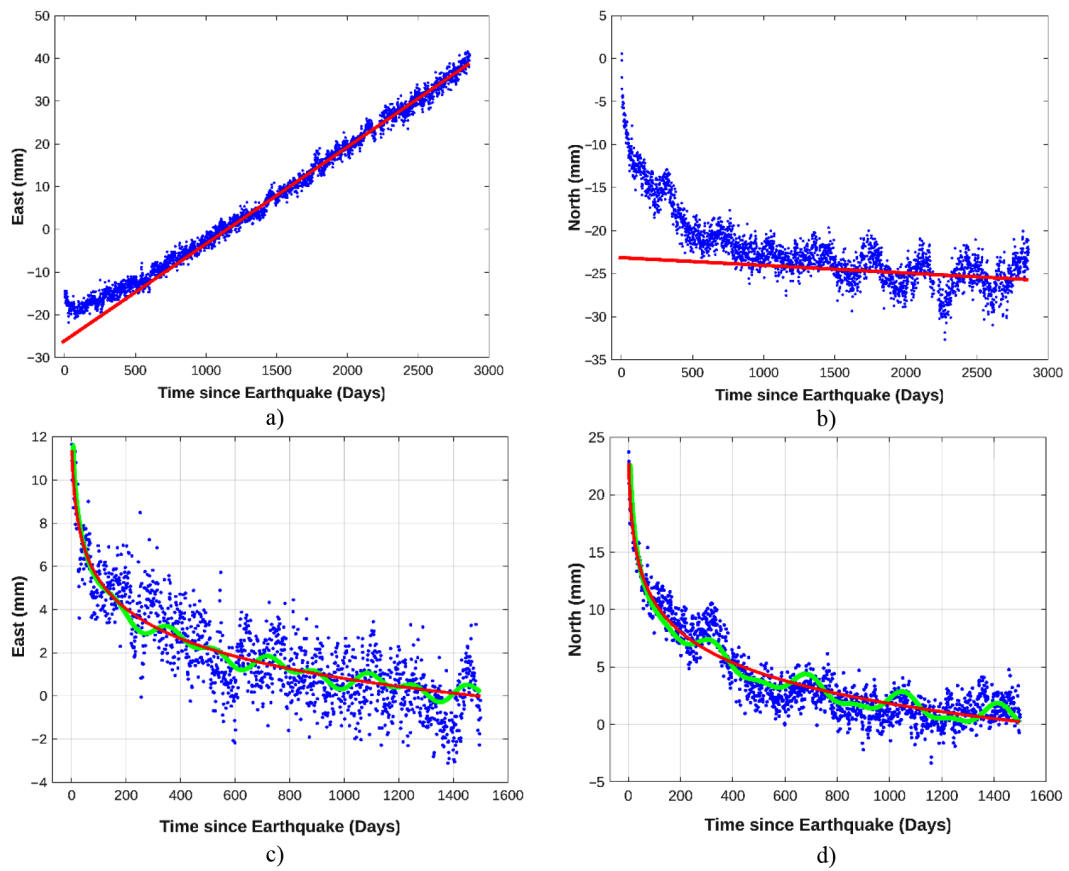 50
40
30
20
10
0
−10
−20
−30
East (mm)
0 500 1000 1500 2000 2500 3000
Time since Earthquake (Days)
a)
5
0
−5
−10
−15
−20
−25
−30
−35
North (mm)
0 500 1000 1500 2000 2500 3000
Time since Earthquake (Days)
b)
12
10
8
6
4
2
0
−2
−4
East (mm)
0 200 400 600 800 1000 1200 1400 1600
Time since Earthquake (Days)
c)
25
20
15
10
5
0
−5
North (mm)
0 200 400 600 800 1000 1200 1400 1600
Time since Earthquake (Days)
d)